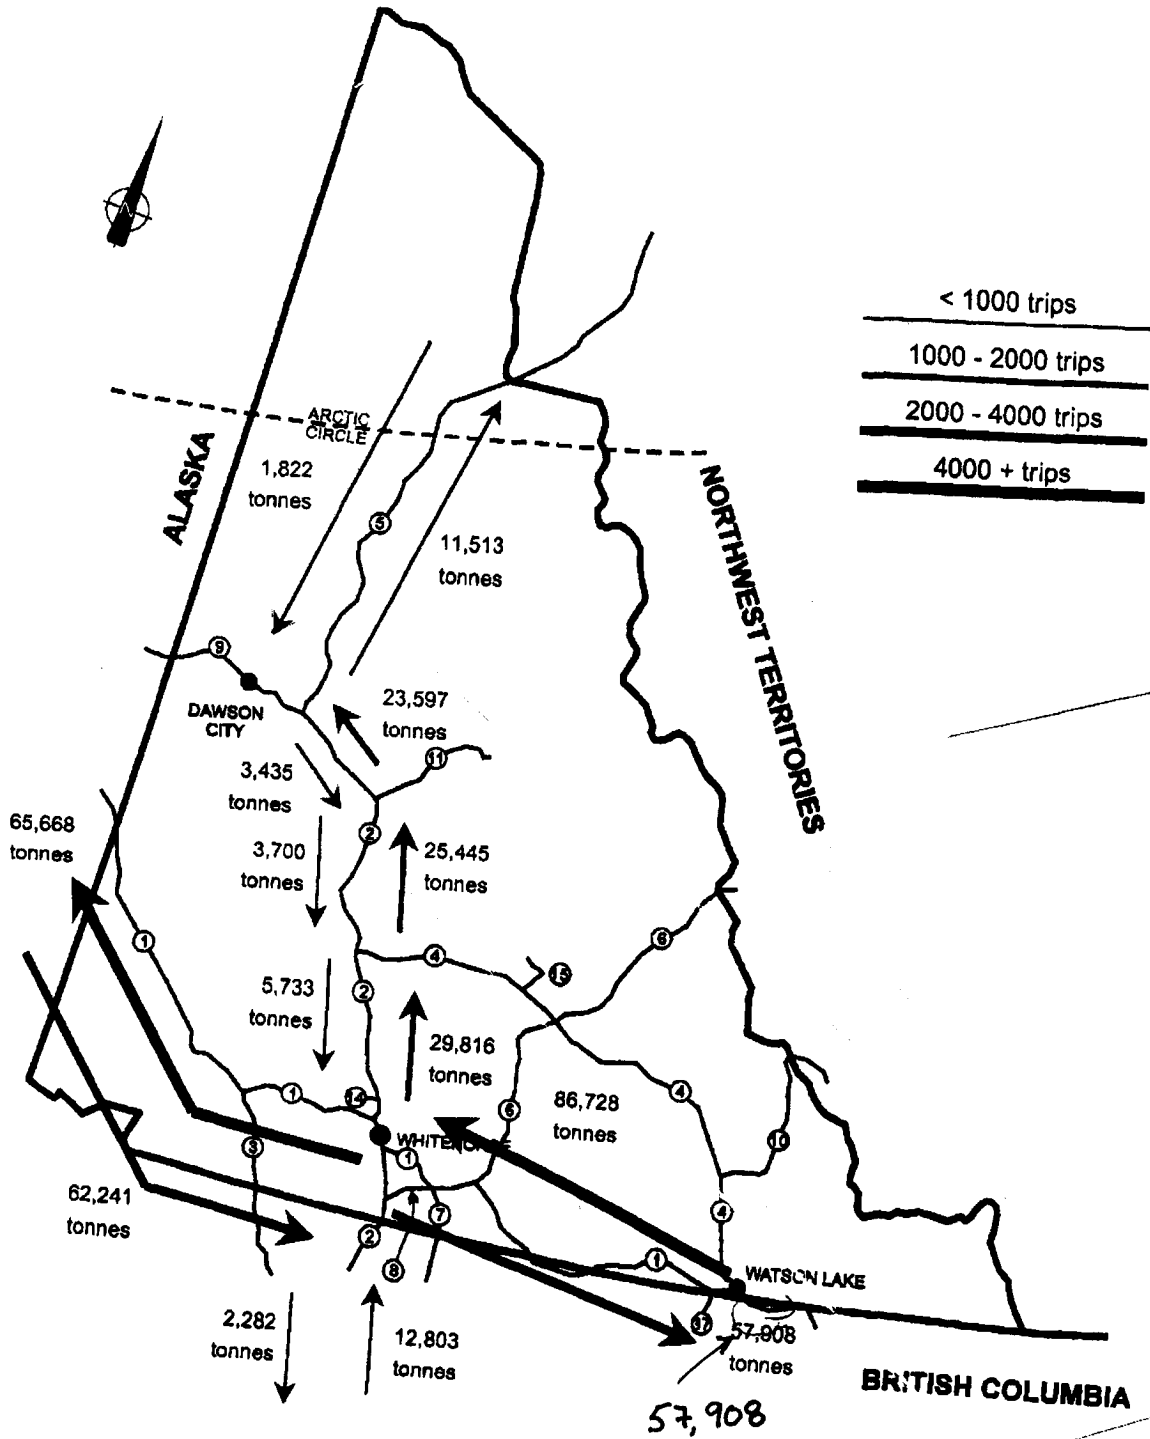 < 1000 trips
1000 - 2000 trips
2000 - 4000 trips
4000 + trips
ARCTIC
CIRCLE
ALASKA
NORTHWEST TERRITORIES
1,822
tonnes
5
11,513
tonnes
9
DAWSON
CITY
23,597
tonnes
11
3,435
tonnes
2
65,668
tonnes
3,700
tonnes
25,445
tonnes
1
4
6
15
5,733
tonnes
2
29,816
tonnes
1
14
6
86,728
tonnes
4
3
WHITEHORSE
1
10
62,241
tonnes
7
4
2
8
1
WATSON LAKE
37
57,908
tonnes
2,282
tonnes
12,803
tonnes
BRITISH COLUMBIA
57,908